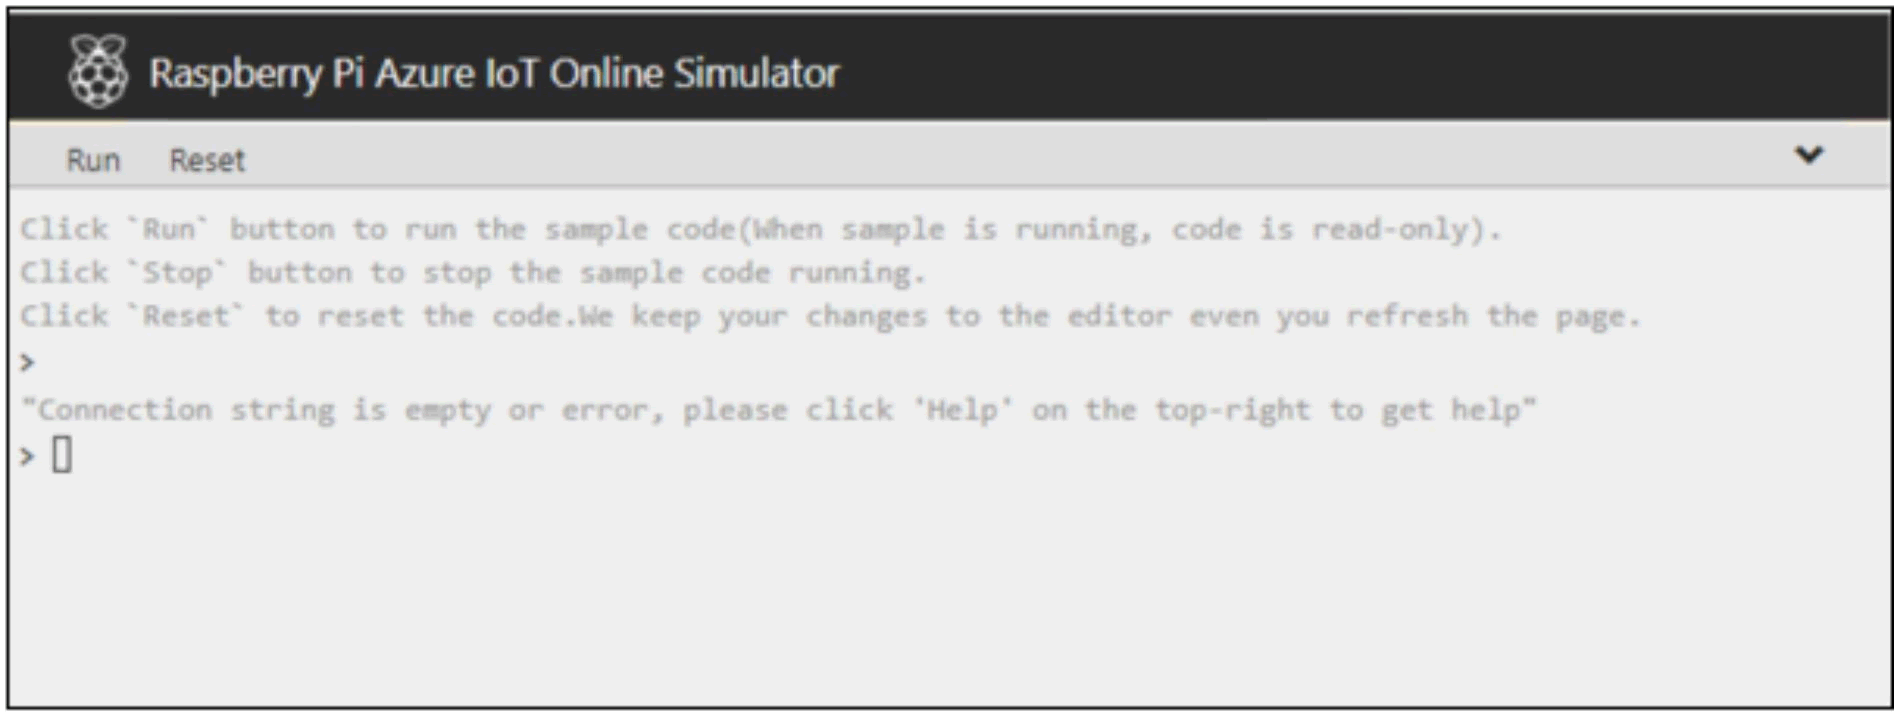 Raspberry Pi Azure IoT Online Simulator
Run Reset
Click `Run` button to run the sample code(When sample is running, code is read-only).
Click `Stop` button to stop the sample code running.
Click `Reset` to reset the code.We keep your changes to the editor even you refresh the page.
>
"Connection string is empty or error, please click 'Help' on the top-right to get help"
>